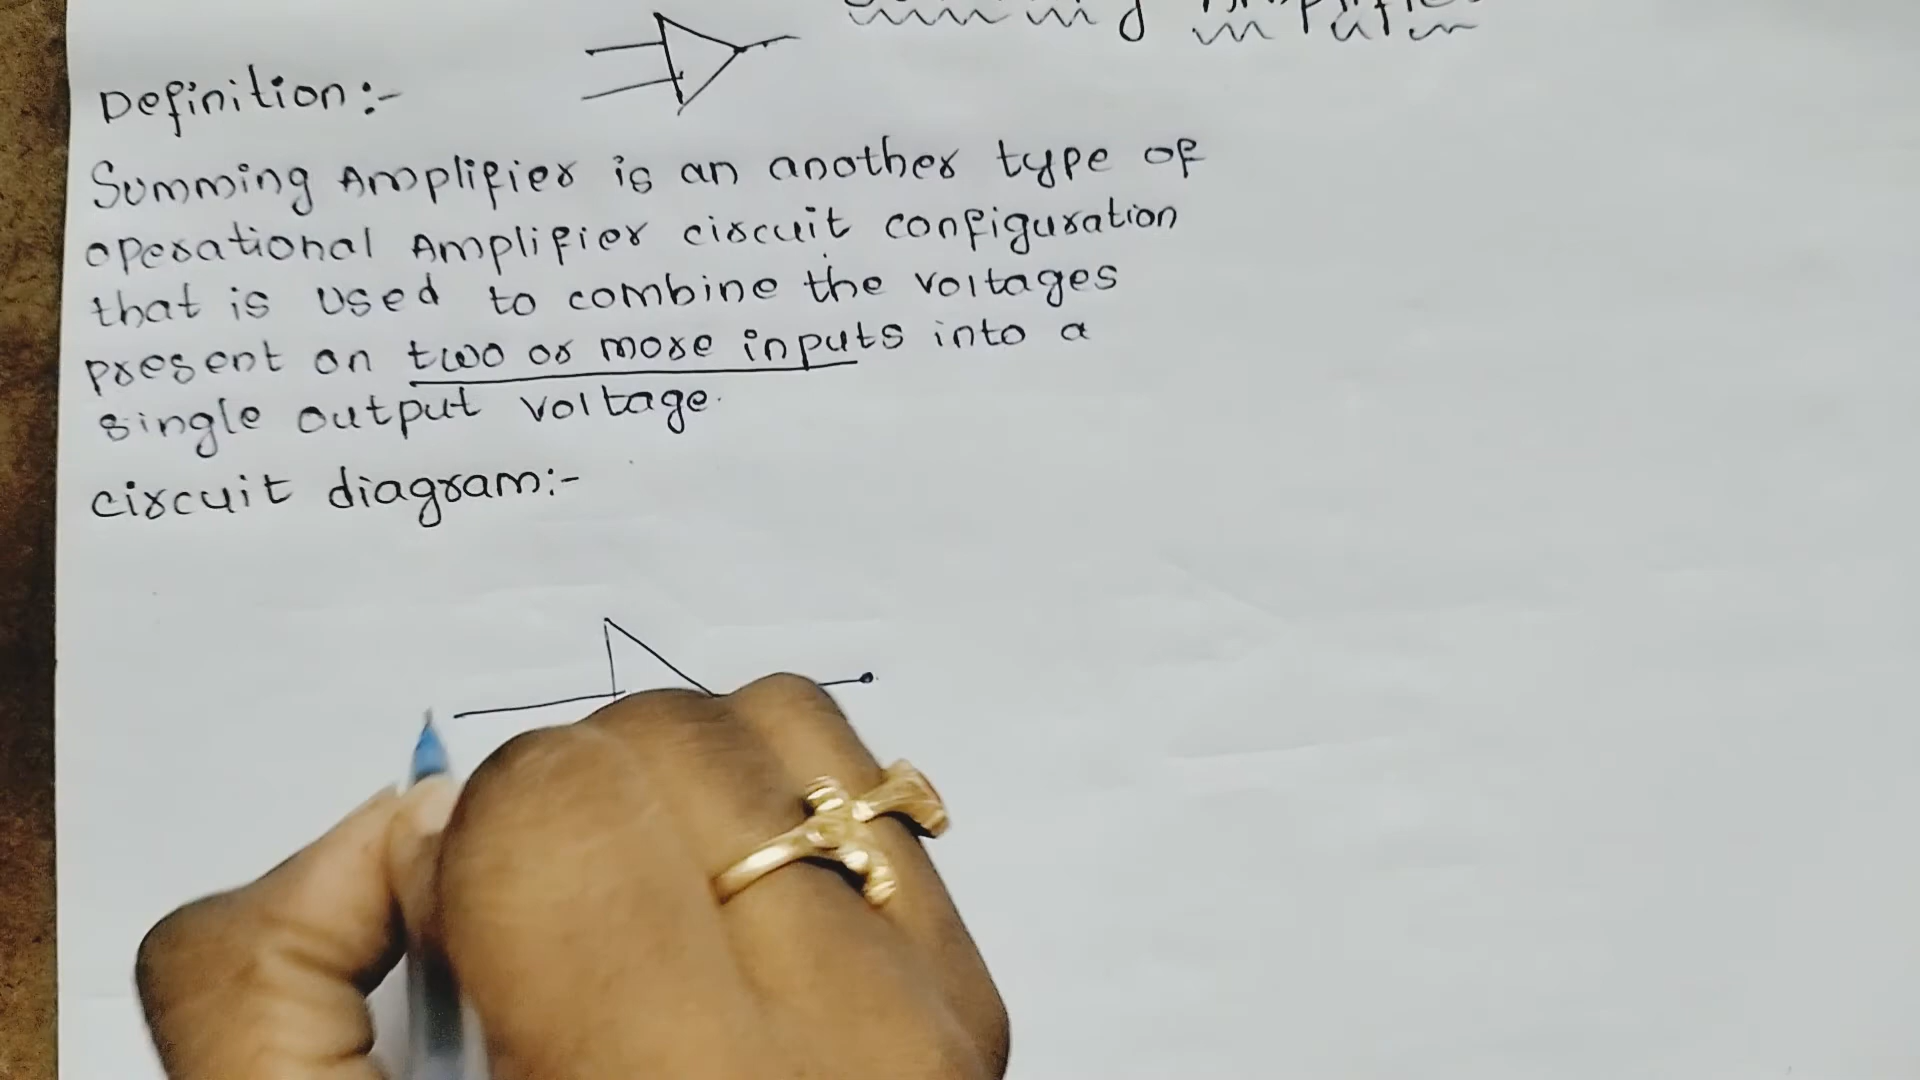 Definition :-
Summing Amplifier is an another type of
operational Amplifier circuit configuration
that is used to combine the voltages
present on two or more inputs into a
single output voltage.
circuit diagram:-